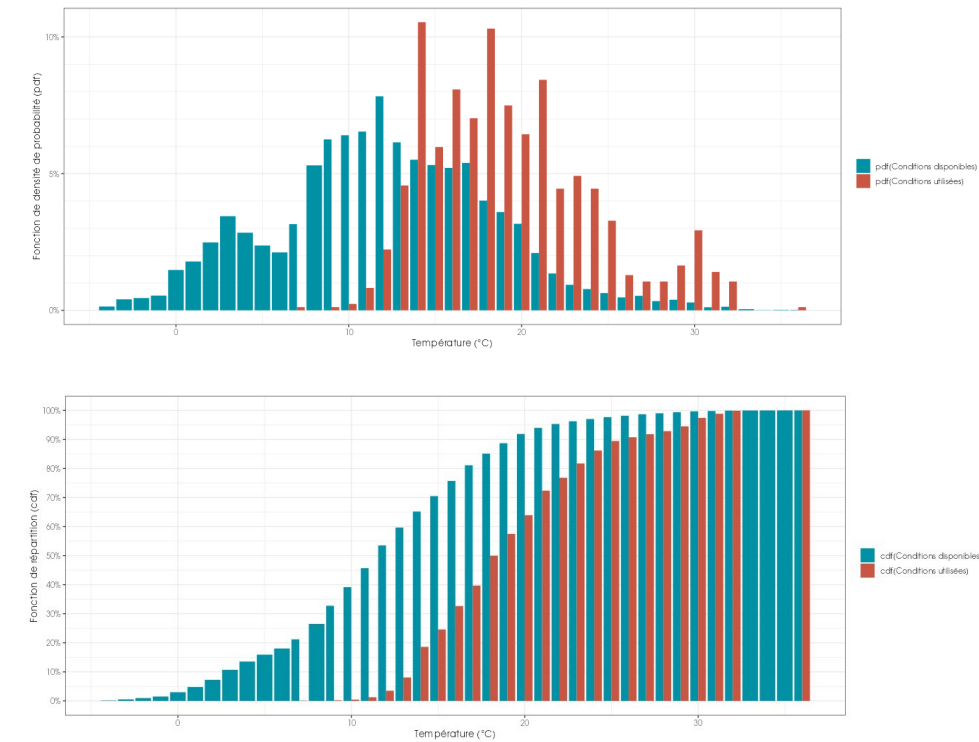 10%
5%
0%
Fonction de densité de probabilité (pdf)
0
10
20
30
Température (°C)
pdf(Conditions disponibles)
pdf(Conditions utilisées)
100%
90%
80%
70%
60%
50%
40%
30%
20%
10%
0%
Fonction de répartition (cdf)
0
10
20
30
Température (°C)
cdf(Conditions disponibles
cdf(Conditions utilisées)